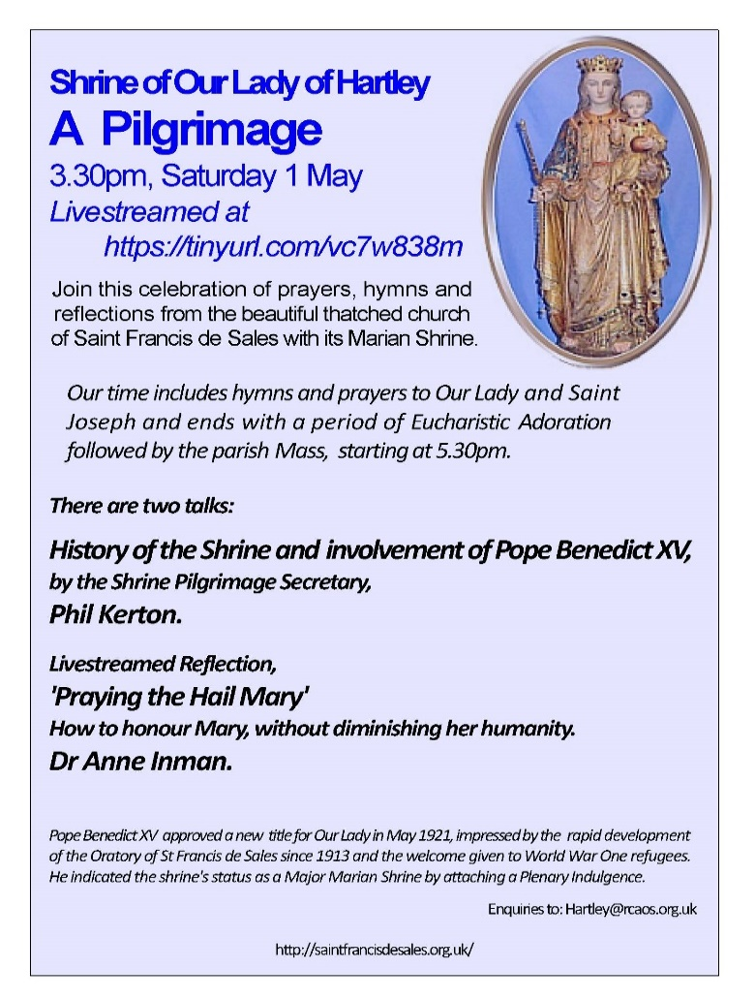 Shrine of Our Lady of Hartley
A Pilgrimage
3.30pm, Saturday 1 May
Livestreamed at
https://tinyurl.com/vc7w838m
Join this celebration of prayers, hymns and
reflections from the beautiful thatched church
of Saint Francis de Sales with its Marian Shrine.
Our time includes hymns and prayers to Our Lady and Saint
Joseph and ends with a period of Eucharistic Adoration
followed by the parish Mass, starting at 5.30pm.
There are two talks:
History of the Shrine and involvement of Pope Benedict XV,
by the Shrine Pilgrimage Secretary,
Phil Kerton.
Livestreamed Reflection,
'Praying the Hail Mary'
How to honour Mary, without diminishing her humanity.
Dr Anne Inman.
Pope Benedict XV approved a new title for Our Lady in May 1921, impressed by the rapid development
of the Oratory of St Francis de Sales since 1913 and the welcome given to World War One refugees.
He indicated the shrine's status as a Major Marian Shrine by attaching a Plenary Indulgence.
Enquiries to: Hartley@rcaos.org.uk
http://saintfrancisdesales.org.uk/